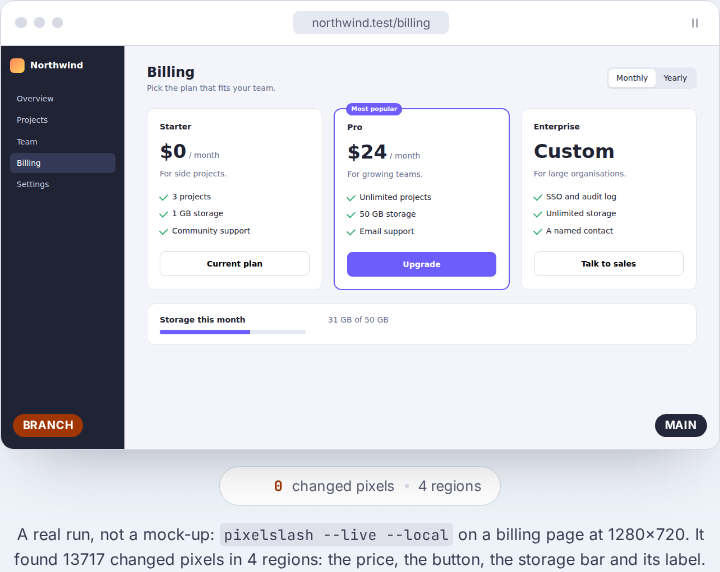 northwind.test/billing
Northwind
Overview
Projects
Team
Billing
Settings
Billing
Pick the plan that fits your team.
Monthly Yearly
Starter
$0 / month
For side projects.
3 projects
1 GB storage
Community support
Current plan
Most popular
Pro
$24 / month
For growing teams.
Unlimited projects
50 GB storage
Email support
Upgrade
Enterprise
Custom
For large organisations.
SSO and audit log
Unlimited storage
A named contact
Talk to sales
Storage this month 31 GB of 50 GB
BRANCH
MAIN
0 changed pixels • 4 regions
A real run, not a mock-up: pixelslash --live --local on a billing page at 1280×720. It
found 13717 changed pixels in 4 regions: the price, the button, the storage bar and its label.